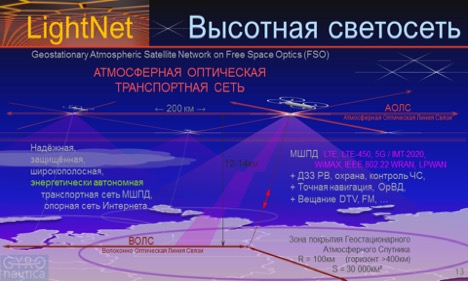 LightNet
Высотная светосеть
Geostationary Atmospheric Satellite Network on Free Space Optics (FSO)
АТМОСФЕРНАЯ ОПТИЧЕСКАЯ
ТРАНСПОРТНАЯ СЕТЬ
200 км
АОЛС
Атмосферная Оптическая Линия Связи
Надёжная,
защищённая,
широкополосная,
энергетически автономная
транспортная сеть МШПД,
опорная сеть Интернета
12-14км
МШПД LTE, LTE-450, 5G / IMT-2020,
WiMAX, IEEE 802.22 WRAN, LPWAN
+ ДЗЗ РВ, охрана, контроль ЧС,
+ Точная навигация, ОрВД,
+ Вещание DTV, FM, ...
ВОЛС
Волоконно Оптическая Линия Связи
Зона покрытия Геостационарного
Атмосферчого Спутника
R = 100км (горизонт >400км)
S = 30 000км²
GYRO
nautica
13